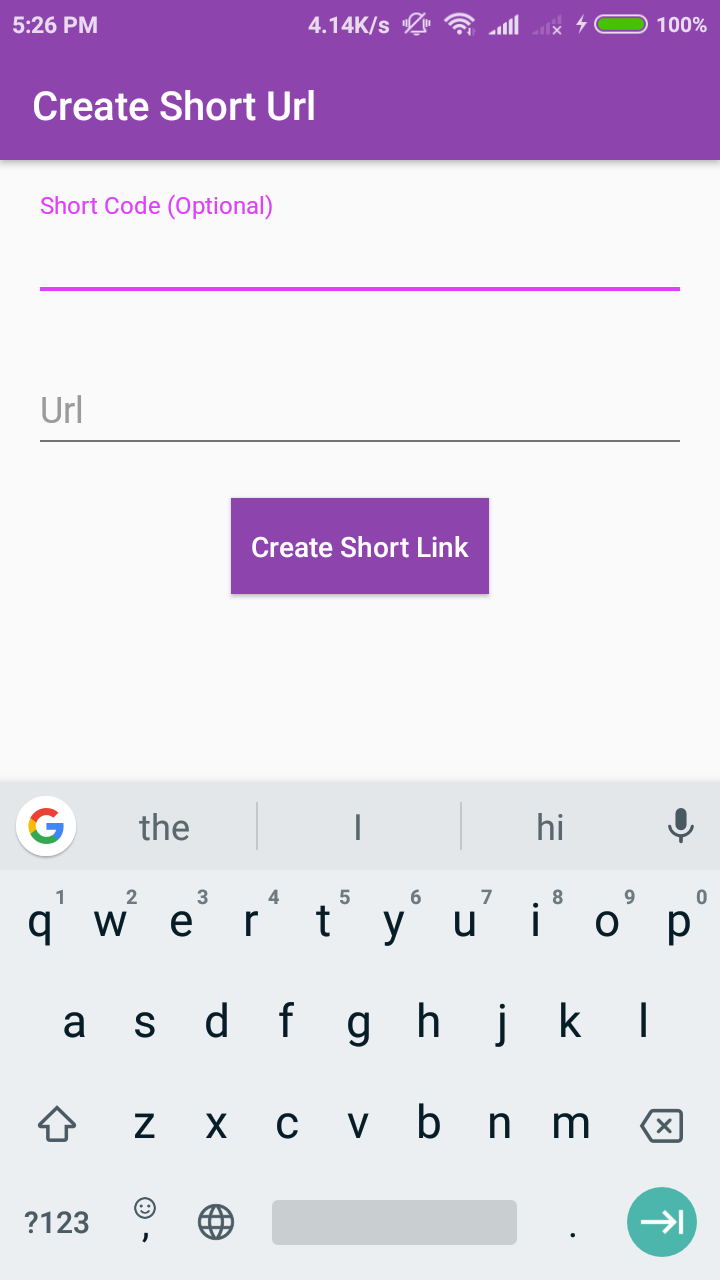 5:26 PM 4.14K/s 100%
Create Short Url
Short Code (Optional)
Url
Create Short Link
G the I hi
1 2 3 4 5 6 7 8 9 0
q w e r t y u i o p
a s d f g h j k l
z x c v b n m
?123 , .